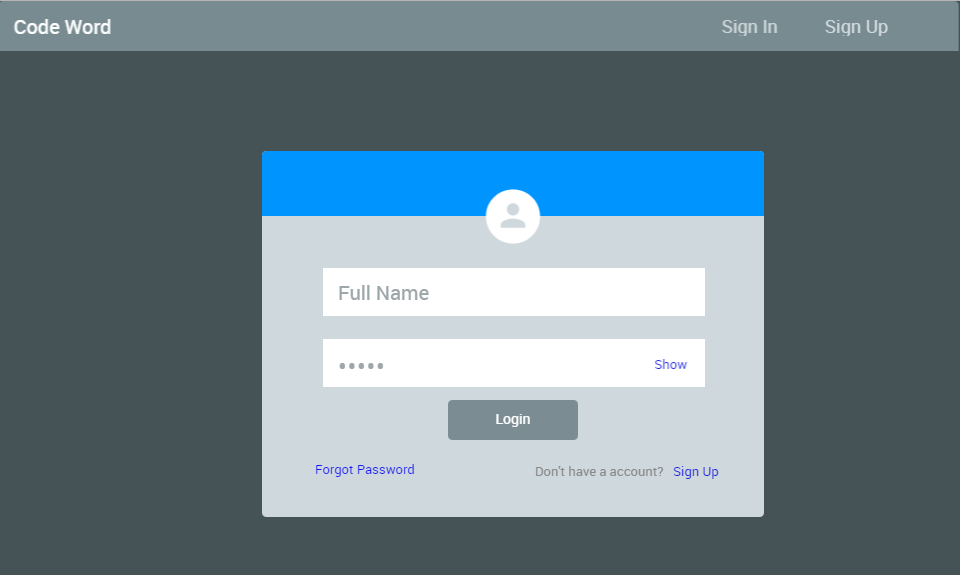 Code Word Sign In Sign Up
Full Name
••••• Show
Login
Forgot Password Don't have a account? Sign Up